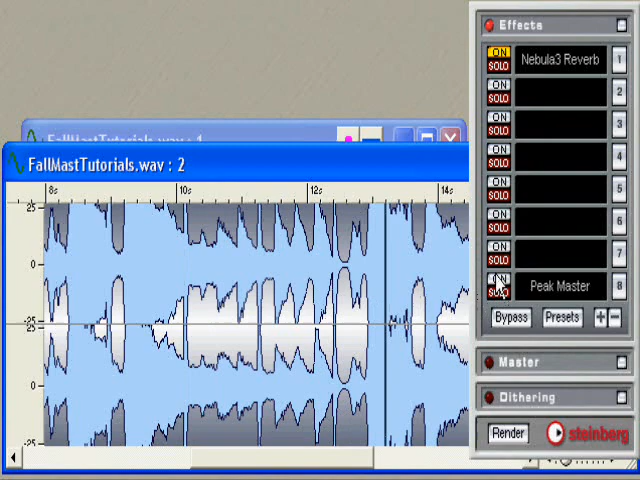 Effects
ON
SOLO
Nebula3 Reverb
1
ON
SOLO
2
ON
SOLO
3
ON
SOLO
4
ON
SOLO
5
ON
SOLO
6
ON
SOLO
7
Peak Master
8
Bypass
Presets
+
-
Master
Dithering
Render
steinberg
FallMastTutorials.wav : 1
FallMastTutorials.wav : 2
8s
10s
12s
14s
25
0
-25
25
0
-25